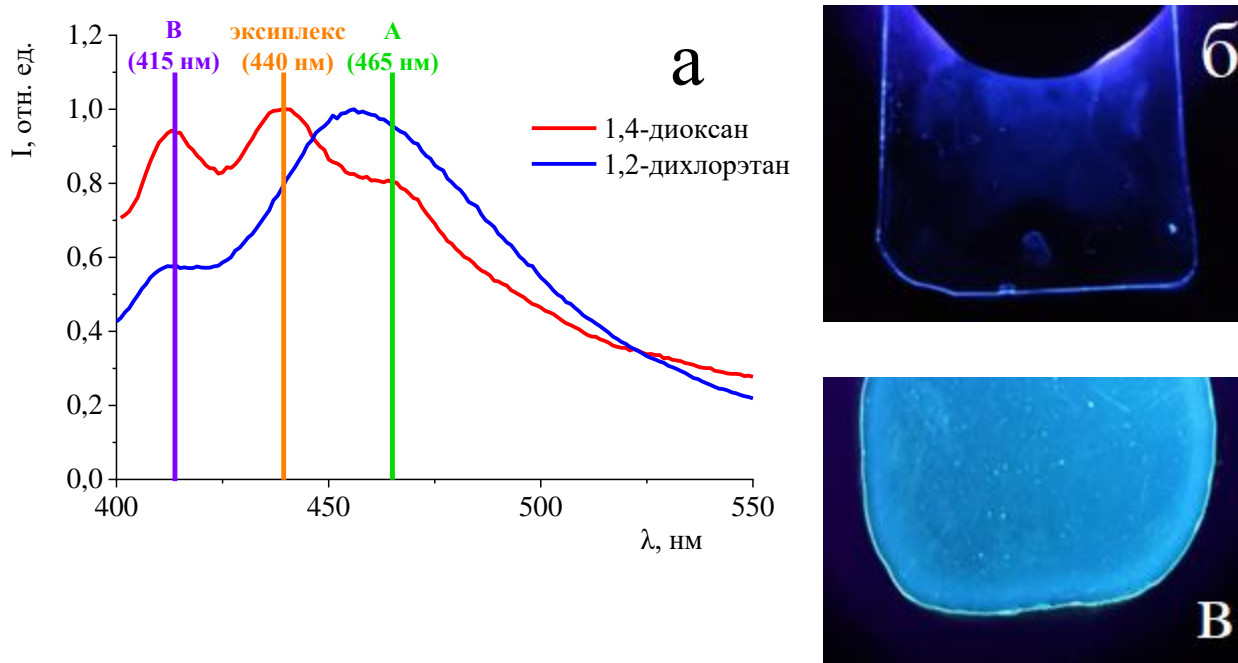 В
(415 нм)
эксиплекс
(440 нм)
А
(465 нм)
а
б
1,2
1,0
0,8
0,6
0,4
0,2
0,0
I, отн. ед.
1,4-диоксан
1,2-дихлорэтан
400
450
500
550
λ, нм
в